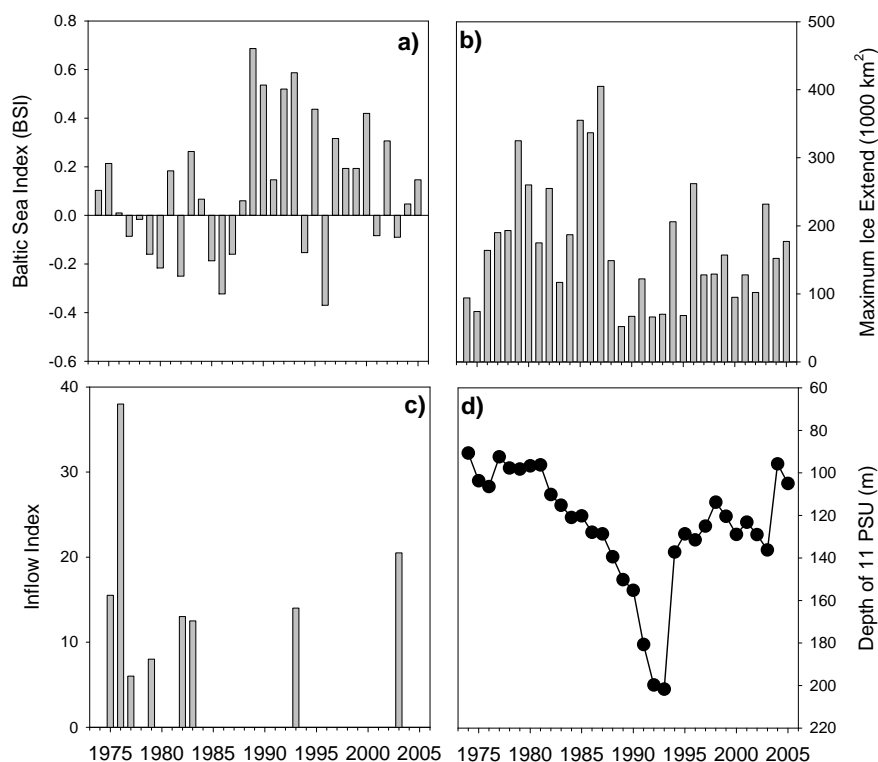 a)
Baltic Sea Index (BSI)
0.8
0.6
0.4
0.2
0.0
-0.2
-0.4
-0.6
b)
500
400
300
200
100
0
Maximum Ice Extend (1000 km²)
c)
Inflow Index
40
30
20
10
0
1975 1980 1985 1990 1995 2000 2005
d)
60
80
100
120
140
160
180
200
220
Depth of 11 PSU (m)
1975 1980 1985 1990 1995 2000 2005